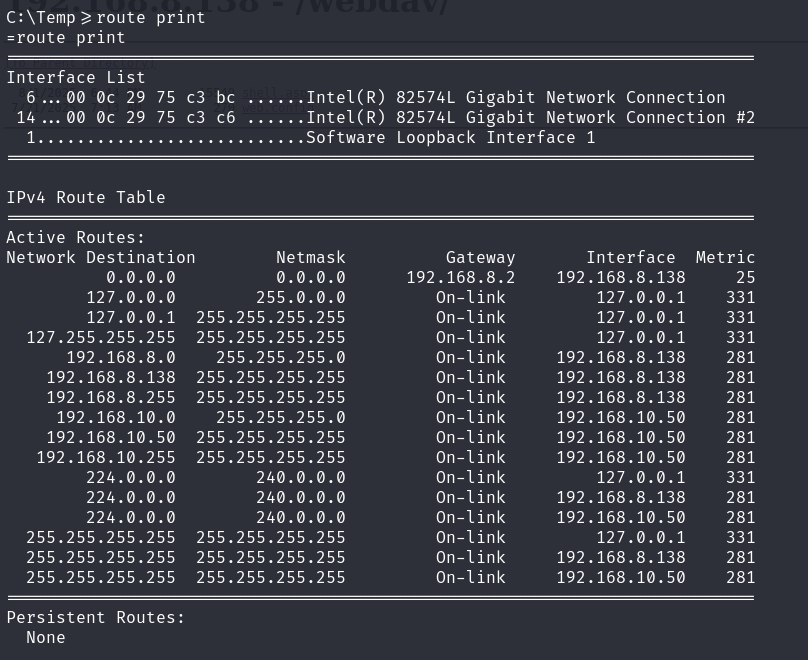 192.168.8.138 - /webdav/
C:\Temp>route print
=route print
===========================================================================
Interface List
  6...00 0c 29 75 c3 bc ......Intel(R) 82574L Gigabit Network Connection
 14...00 0c 29 75 c3 c6 ......Intel(R) 82574L Gigabit Network Connection #2
  1...........................Software Loopback Interface 1
===========================================================================
IPv4 Route Table
===========================================================================
Active Routes:
Network Destination        Netmask          Gateway       Interface  Metric
          0.0.0.0          0.0.0.0      192.168.8.2    192.168.8.138     25
        127.0.0.0        255.0.0.0         On-link         127.0.0.1    331
        127.0.0.1  255.255.255.255         On-link         127.0.0.1    331
  127.255.255.255  255.255.255.255         On-link         127.0.0.1    331
      192.168.8.0    255.255.255.0         On-link     192.168.8.138    281
    192.168.8.138  255.255.255.255         On-link     192.168.8.138    281
    192.168.8.255  255.255.255.255         On-link     192.168.8.138    281
     192.168.10.0    255.255.255.0         On-link     192.168.10.50    281
    192.168.10.50  255.255.255.255         On-link     192.168.10.50    281
   192.168.10.255  255.255.255.255         On-link     192.168.10.50    281
        224.0.0.0        240.0.0.0         On-link         127.0.0.1    331
        224.0.0.0        240.0.0.0         On-link     192.168.8.138    281
        224.0.0.0        240.0.0.0         On-link     192.168.10.50    281
  255.255.255.255  255.255.255.255         On-link         127.0.0.1    331
  255.255.255.255  255.255.255.255         On-link     192.168.8.138    281
  255.255.255.255  255.255.255.255         On-link     192.168.10.50    281
===========================================================================
Persistent Routes:
  None